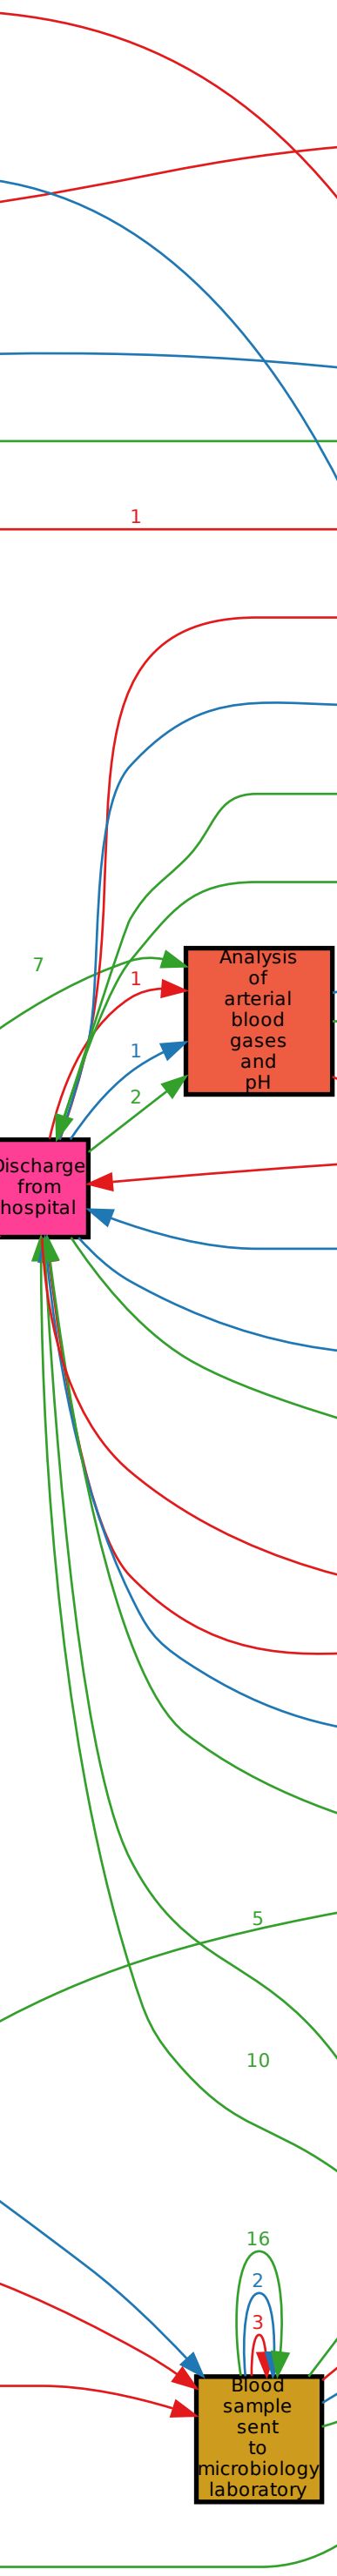 1
Analysis
of
arterial
blood
gases
and
pH
7
1
1
2
Discharge
from
hospital
5
10
16
2
3
Blood
sample
sent
to
microbiology
laboratory